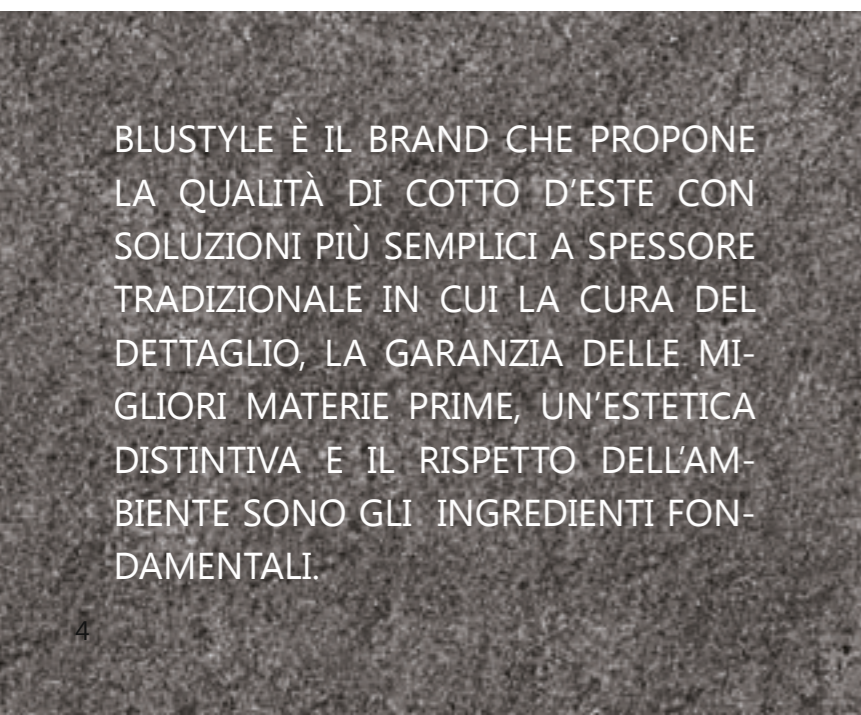 BLUSTYLE È IL BRAND CHE PROPONE
LA QUALITÀ DI COTTO D’ESTE CON
SOLUZIONI PIÙ SEMPLICI A SPESSORE
TRADIZIONALE IN CUI LA CURA DEL
DETTAGLIO, LA GARANZIA DELLE MI-
GLIORI MATERIE PRIME, UN’ESTETICA
DISTINTIVA E IL RISPETTO DELL’AM-
BIENTE SONO GLI  INGREDIENTI FON-
DAMENTALI.
4